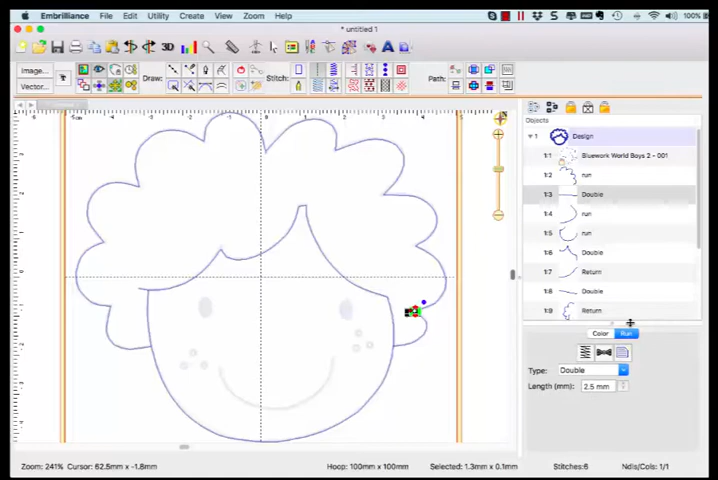 Embrilliance File Edit Utility Create View Zoom Help 100%
* untitled 1
3D A
Image... Draw: Stitch: Path:
Vector...
Objects
1 Design
1:1 Bluework World Boys 2 - 001
1:2 run
1:3 Double
1:4 run
1:5 run
1:6 Double
1:7 Return
1:8 Double
1:9 Return
Color Run
Type: Double
Length (mm): 2.5 mm
Zoom: 241% Cursor: 62.5mm x -1.8mm Hoop: 100mm x 100mm Selected: 1.3mm x 0.1mm Stitches:6 Ndls/Cols: 1/1